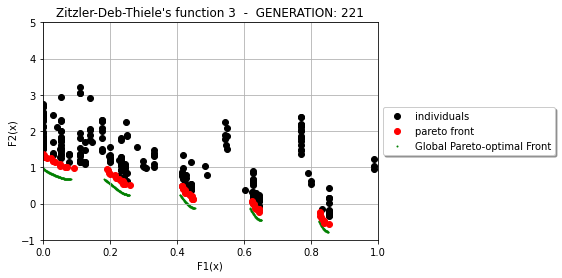 Zitzler-Deb-Thiele's function 3 - GENERATION: 221
5
4
3
2
1
0
−1
F2(x)
0.0 0.2 0.4 0.6 0.8 1.0
F1(x)
individuals
pareto front
Global Pareto-optimal Front